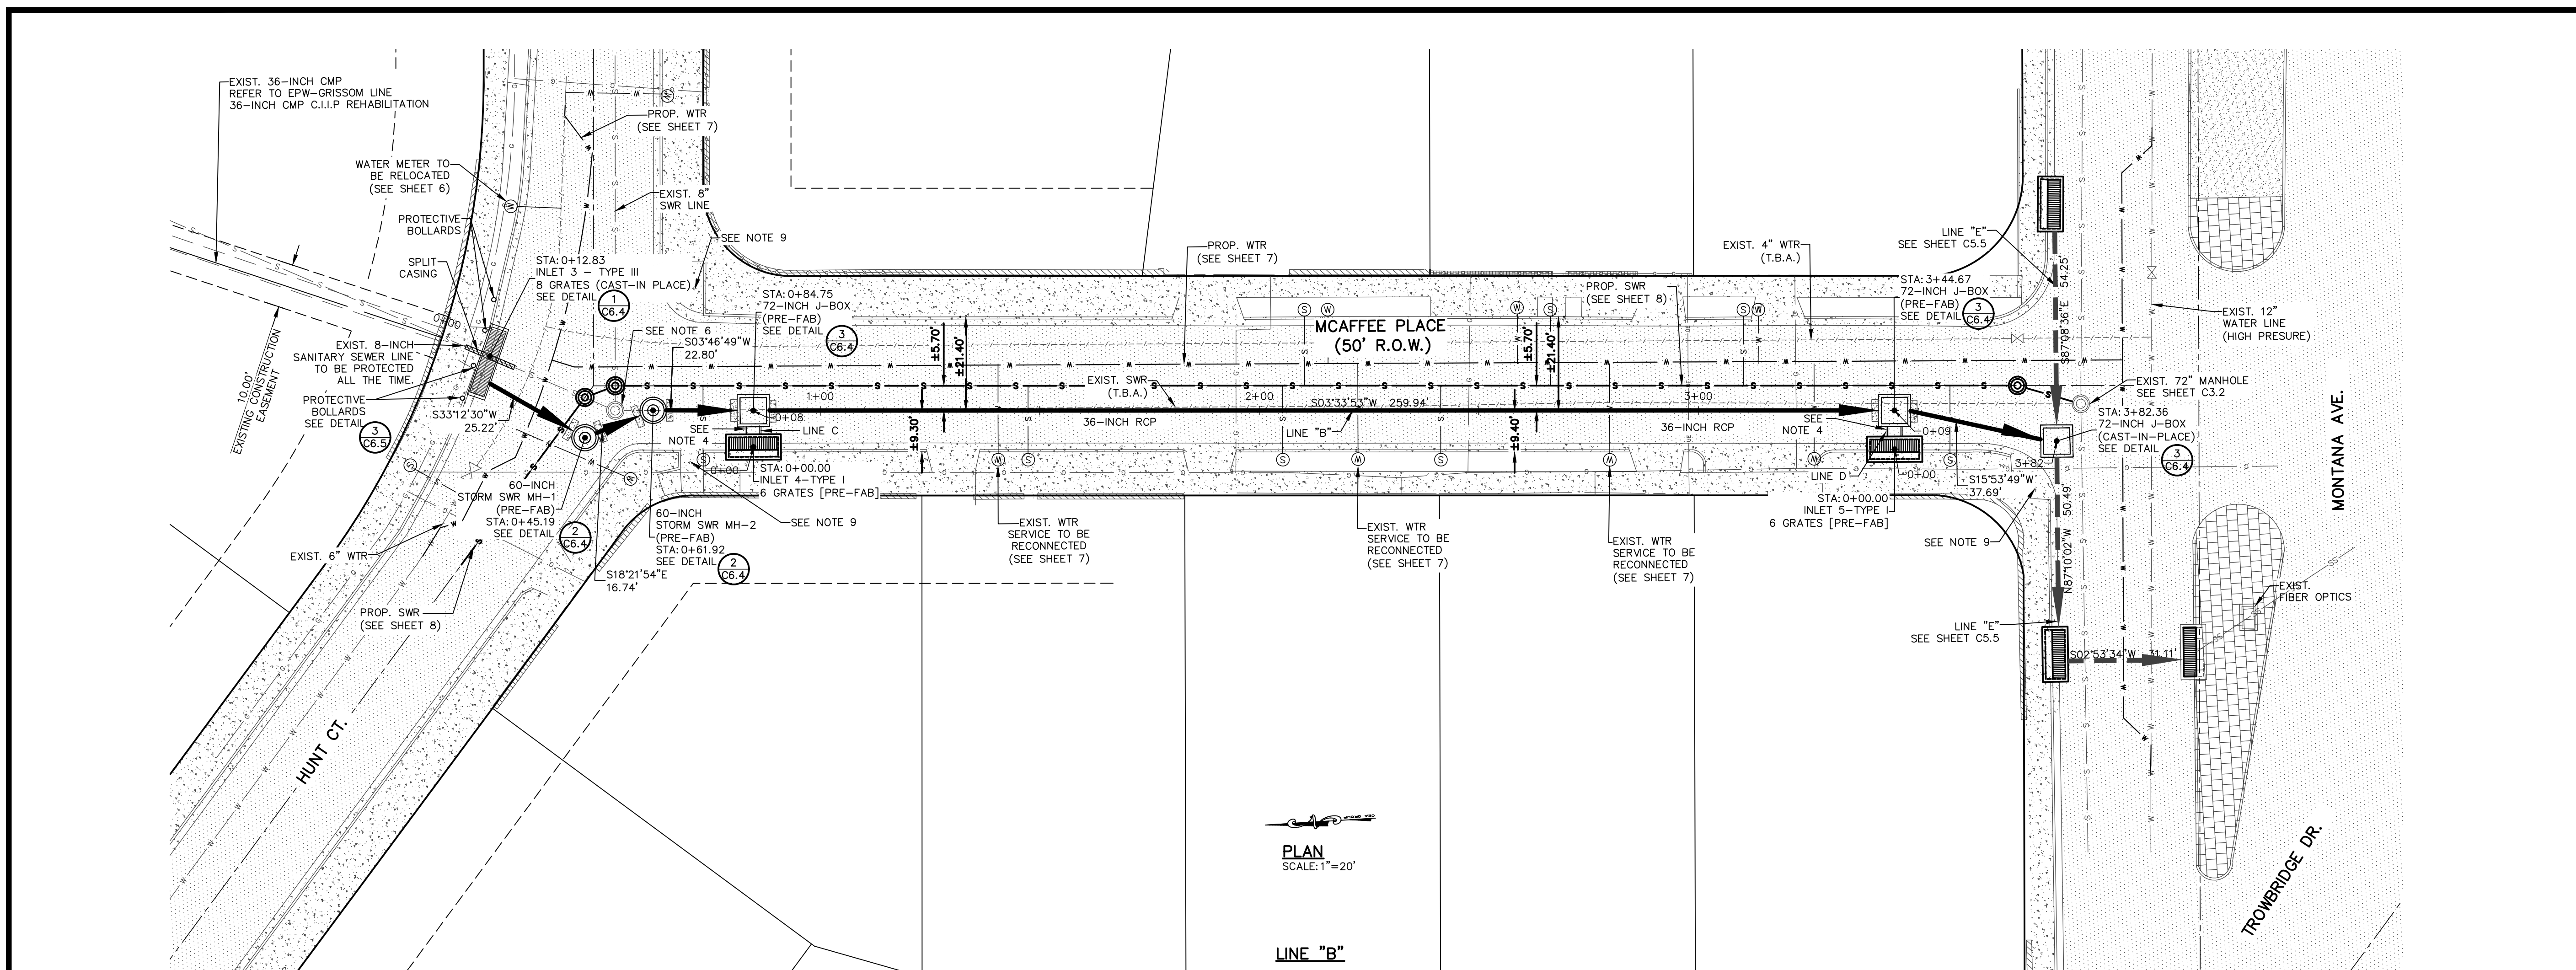 EXIST. 36-INCH CMP
REFER TO EPW-GRISSOM LINE
36-INCH CMP C.I.I.P REHABILITATION
PROP. WTR
(SEE SHEET 7)
WATER METER TO
BE RELOCATED
(SEE SHEET 6)
EXIST. 8"
SWR LINE
PROTECTIVE
BOLLARDS
SPLIT
CASING
SEE NOTE 9
STA: 0+12.83
INLET 3 - TYPE III
8 GRATES (CAST-IN PLACE)
SEE DETAIL
1
C6.4
0+00
10.00'
EXISTING CONSTRUCTION
EASEMENT
EXIST. 8-INCH
SANITARY SEWER LINE
TO BE PROTECTED
ALL THE TIME.
PROTECTIVE
BOLLARDS
SEE DETAIL
3
C6.5
S33°12'30"W
25.22'
SEE NOTE 6
S03°46'49"W
22.80'
STA: 0+84.75
72-INCH J-BOX
(PRE-FAB)
SEE DETAIL
3
C6.4
±5.70'
±21.40'
±9.30'
PROP. WTR
(SEE SHEET 7)
MCAFFEE PLACE
(50' R.O.W.)
EXIST. SWR
(T.B.A.)
±5.70'
±21.40'
±9.40'
PROP. SWR
(SEE SHEET 8)
EXIST. 4" WTR
(T.B.A.)
STA: 3+44.67
72-INCH J-BOX
(PRE-FAB)
SEE DETAIL
3
C6.4
LINE "E"
SEE SHEET C5.5
S87°08'36"E 54.25'
EXIST. 12"
WATER LINE
(HIGH PRESURE)
EXIST. 72" MANHOLE
SEE SHEET C3.2
STA: 3+82.36
72-INCH J-BOX
(CAST-IN-PLACE)
SEE DETAIL
3
C6.4
MONTANA AVE.
0+08
1+00
2+00
3+00
S03°33'53"W 259.94'
36-INCH RCP
LINE "B"
36-INCH RCP
SEE
NOTE 4
LINE C
0+00
STA: 0+00.00
INLET 4-TYPE I
6 GRATES [PRE-FAB]
SEE
NOTE 4
0+09
LINE D
0+00
3+82
STA: 0+00.00
INLET 5-TYPE I
6 GRATES [PRE-FAB]
S15°53'49"W
37.69'
60-INCH
STORM SWR MH-1
(PRE-FAB)
STA: 0+45.19
SEE DETAIL
2
C6.4
60-INCH
STORM SWR MH-2
(PRE-FAB)
STA: 0+61.92
SEE DETAIL
2
C6.4
SEE NOTE 9
EXIST. 6" WTR
S18°21'54"E
16.74'
PROP. SWR
(SEE SHEET 8)
EXIST. WTR
SERVICE TO BE
RECONNECTED
(SEE SHEET 7)
EXIST. WTR
SERVICE TO BE
RECONNECTED
(SEE SHEET 7)
EXIST. WTR
SERVICE TO BE
RECONNECTED
(SEE SHEET 7)
SEE NOTE 9
N87°10'02"W 50.49'
LINE "E"
SEE SHEET C5.5
S02°53'34"W 31.11'
EXIST.
FIBER OPTICS
HUNT CT.
TROWBRIDGE DR.
CEA GROUP
PLAN
SCALE: 1"=20'
LINE "B"